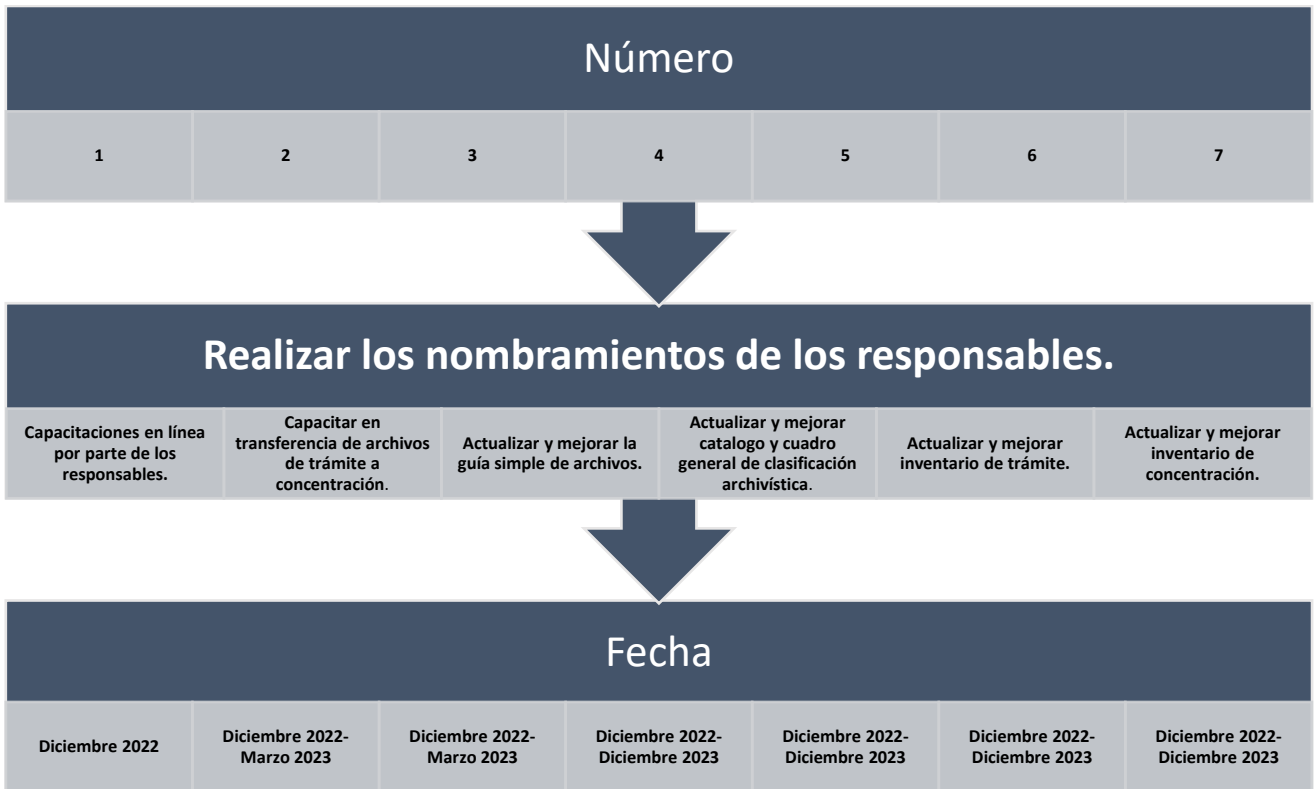 Número
1 2 3 4 5 6 7
Realizar los nombramientos de los responsables.
Capacitaciones en línea
por parte de los
responsables.
Capacitar en
transferencia de archivos
de trámite a
concentración.
Actualizar y mejorar la
guía simple de archivos.
Actualizar y mejorar
catalogo y cuadro
general de clasificación
archivística.
Actualizar y mejorar
inventario de trámite.
Actualizar y mejorar
inventario de
concentración.
Fecha
Diciembre 2022
Diciembre 2022-
Marzo 2023
Diciembre 2022-
Marzo 2023
Diciembre 2022-
Diciembre 2023
Diciembre 2022-
Diciembre 2023
Diciembre 2022-
Diciembre 2023
Diciembre 2022-
Diciembre 2023